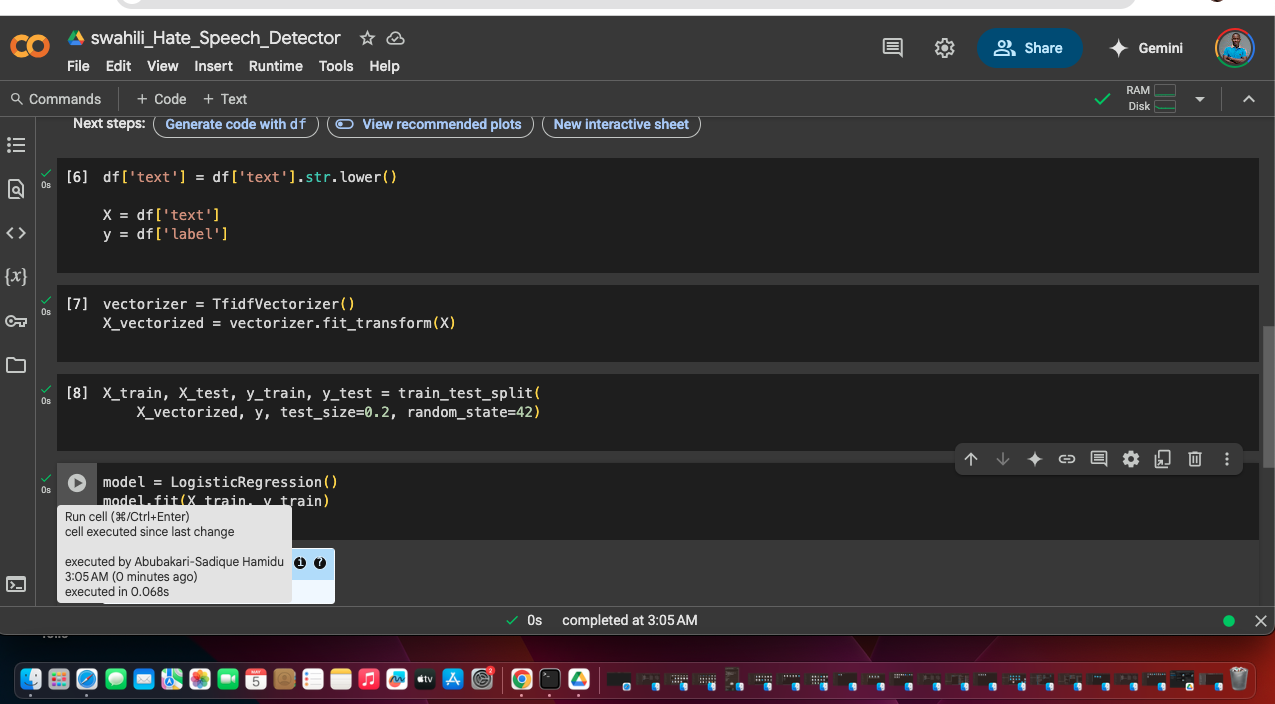 swahili_Hate_Speech_Detector
File Edit View Insert Runtime Tools Help
Share
Gemini
Commands
+ Code + Text
RAM
Disk
Next steps: Generate code with df View recommended plots New interactive sheet
0s
[6] df['text'] = df['text'].str.lower()
X = df['text']
y = df['label']
0s
[7] vectorizer = TfidfVectorizer()
X_vectorized = vectorizer.fit_transform(X)
0s
[8] X_train, X_test, y_train, y_test = train_test_split(
X_vectorized, y, test_size=0.2, random_state=42)
0s
model = LogisticRegression()
model.fit(X_train, y_train)
Run cell (⌘/Ctrl+Enter)
cell executed since last change
executed by Abubakari-Sadique Hamidu
3:05 AM (0 minutes ago)
executed in 0.068s
i ?
0s completed at 3:05 AM
MAY
5
tv
2